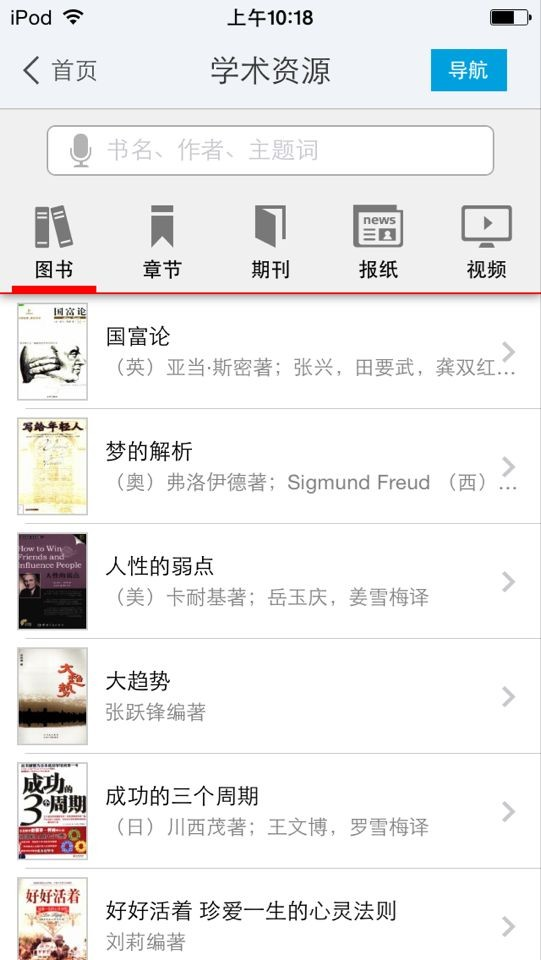 iPod
上午10:18
首页
学术资源
导航
书名、作者、主题词
news
图书
章节
期刊
报纸
视频
国富论
国富论
（英）亚当·斯密著；张兴，田要武，龚双红...
写给年轻人
梦的解析
（奥）弗洛伊德著；Sigmund Freud （西）...
How to Win
Friends and
Influence People
人性的弱点
人性的弱点
（美）卡耐基著；岳玉庆，姜雪梅译
大趋势
大趋势
张跃锋编著
成功的
3个周期
成功的三个周期
（日）川西茂著；王文博，罗雪梅译
好好活着
好好活着 珍爱一生的心灵法则
刘莉编著